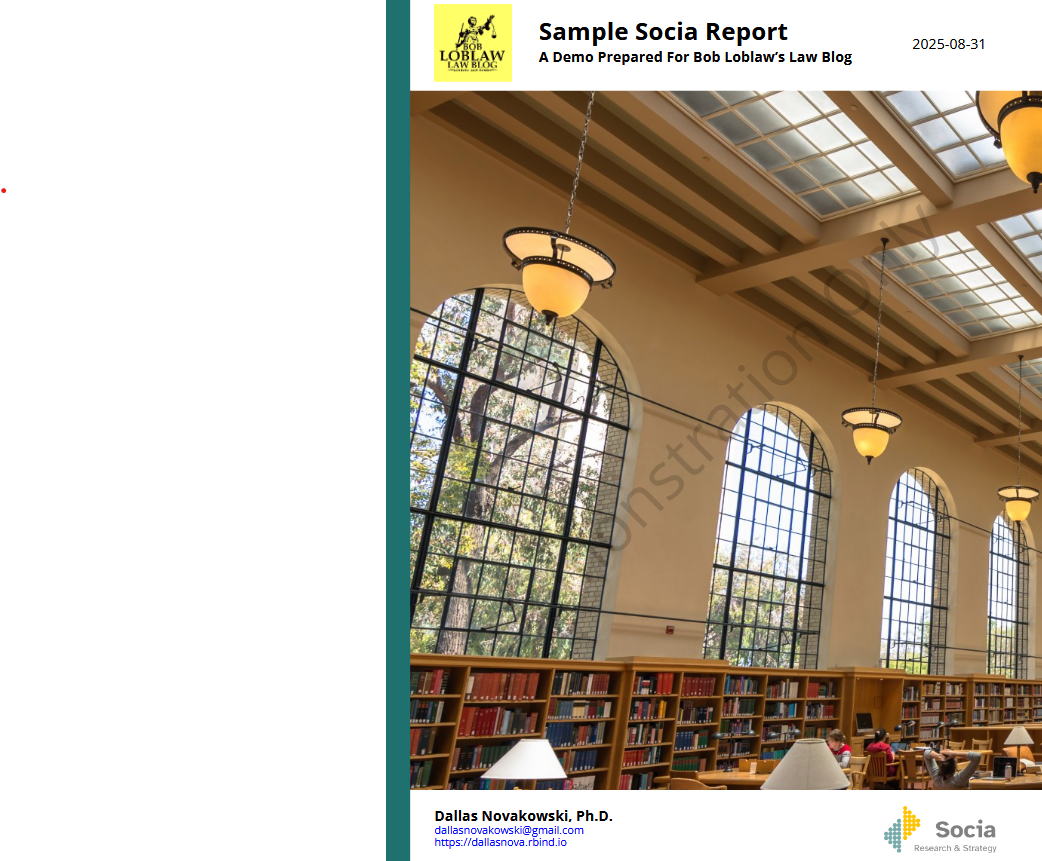 BOB
LOBLAW
LAW BLOG
Sample Socia Report
A Demo Prepared For Bob Loblaw’s Law Blog
2025-08-31
onstration Only
Dallas Novakowski, Ph.D.
dallasnovakowski@gmail.com
https://dallasnova.rbind.io
Socia
Research & Strategy